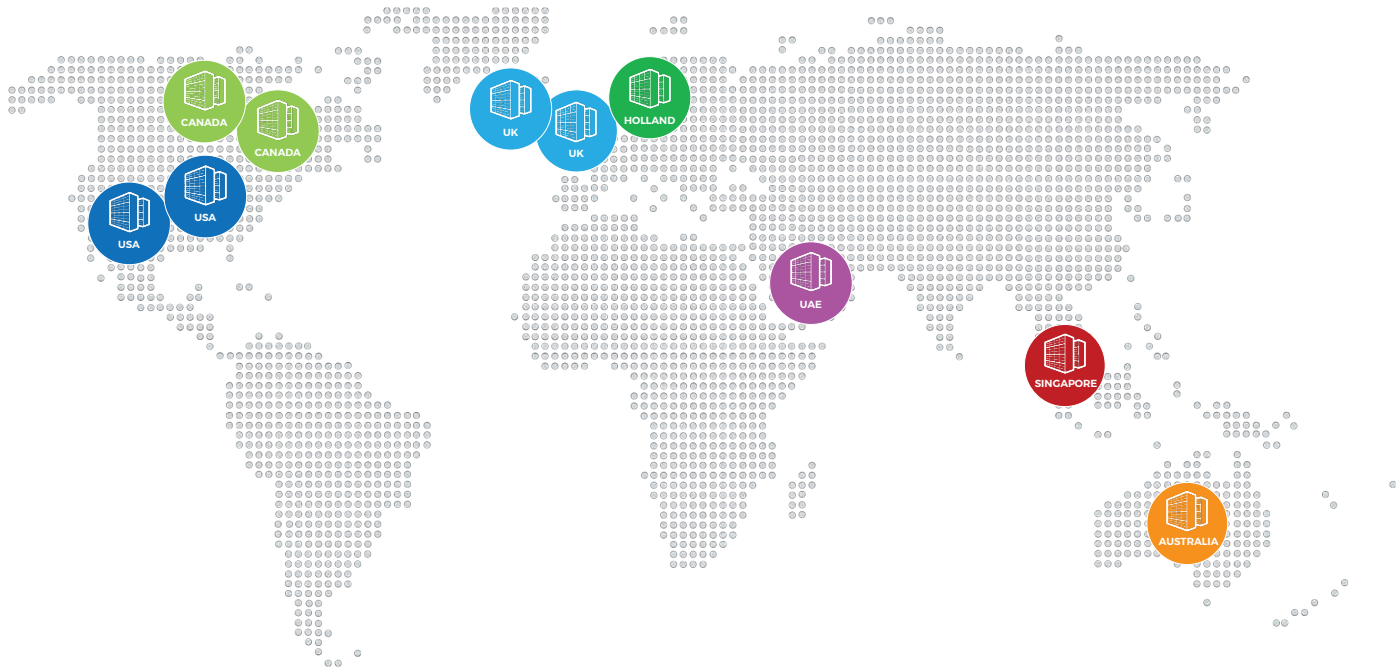 CANADA
CANADA
UK
UK
HOLLAND
USA
USA
UAE
SINGAPORE
AUSTRALIA